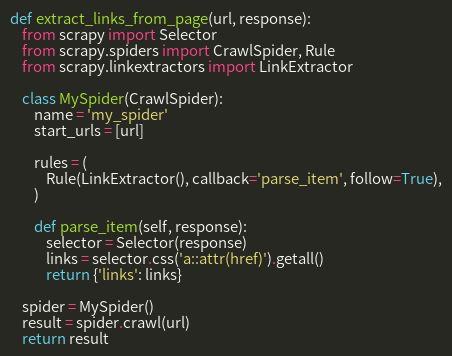 def extract_links_from_page(url, response):
    from scrapy import Selector
    from scrapy.spiders import CrawlSpider, Rule
    from scrapy.linkextractors import LinkExtractor

    class MySpider(CrawlSpider):
        name = 'my_spider'
        start_urls = [url]

        rules = (
            Rule(LinkExtractor(), callback='parse_item', follow=True),
        )

        def parse_item(self, response):
            selector = Selector(response)
            links = selector.css('a::attr(href)').getall()
            return {'links': links}

    spider = MySpider()
    result = spider.crawl(url)
    return result